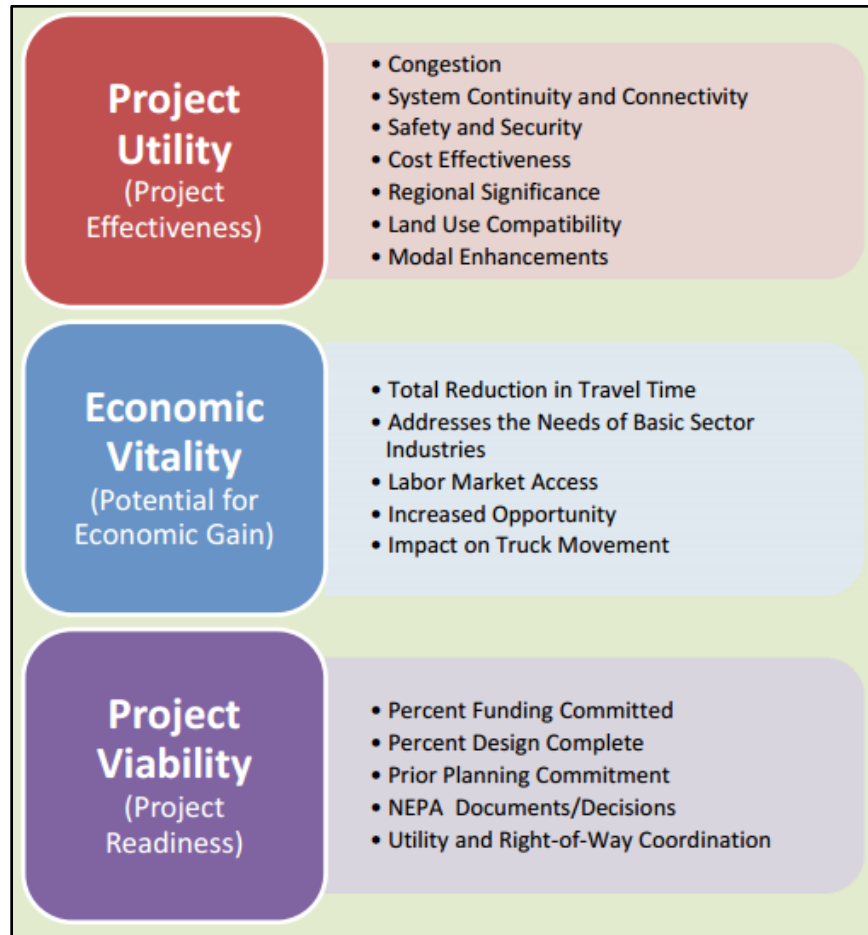 Project
Utility
(Project
Effectiveness)
• Congestion
• System Continuity and Connectivity
• Safety and Security
• Cost Effectiveness
• Regional Significance
• Land Use Compatibility
• Modal Enhancements
Economic
Vitality
(Potential for
Economic Gain)
• Total Reduction in Travel Time
• Addresses the Needs of Basic Sector
Industries
• Labor Market Access
• Increased Opportunity
• Impact on Truck Movement
Project
Viability
(Project
Readiness)
• Percent Funding Committed
• Percent Design Complete
• Prior Planning Commitment
• NEPA  Documents/Decisions
• Utility and Right-of-Way Coordination